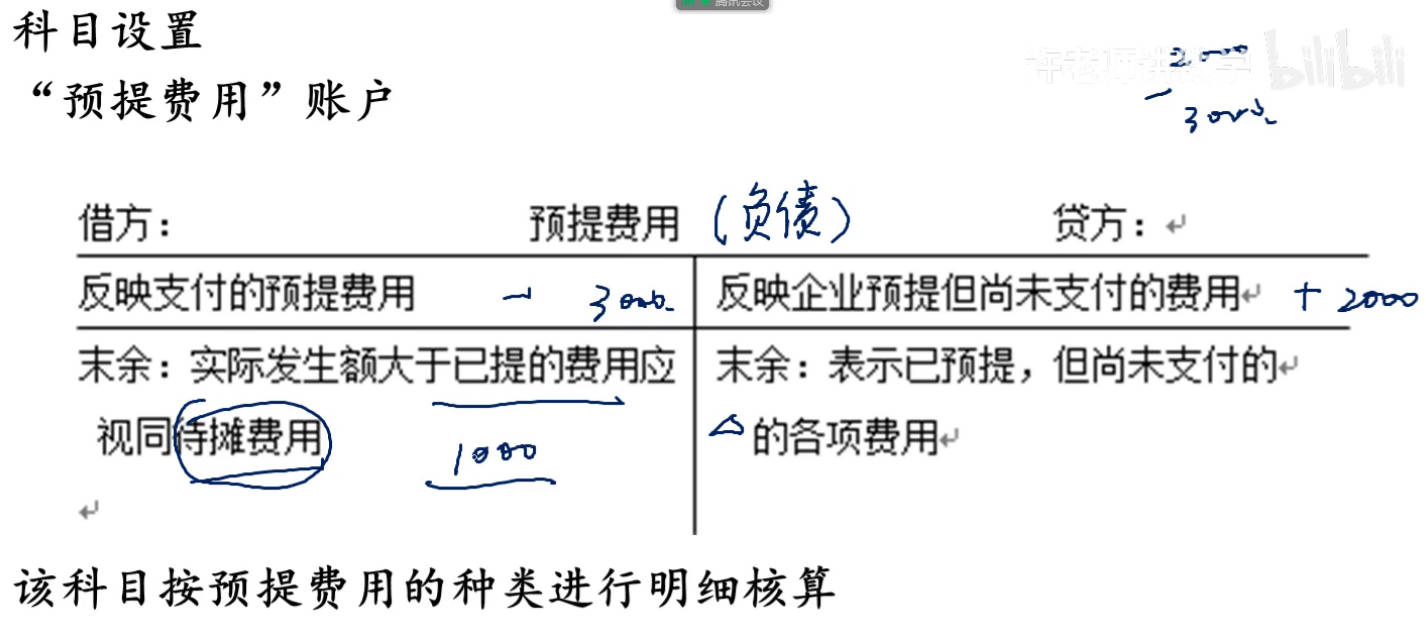 腾讯会议
科目设置
2000
bilibili
“预提费用”账户
- 3000
借方： 预提费用 （负债） 贷方：↵
反映支付的预提费用 - 3000 反映企业预提但尚未支付的费用↵ + 2000
末余：实际发生额大于已提的费用应 末余：表示已预提，但尚未支付的↵
视同待摊费用 1000 △ 的各项费用↵
↵
该科目按预提费用的种类进行明细核算